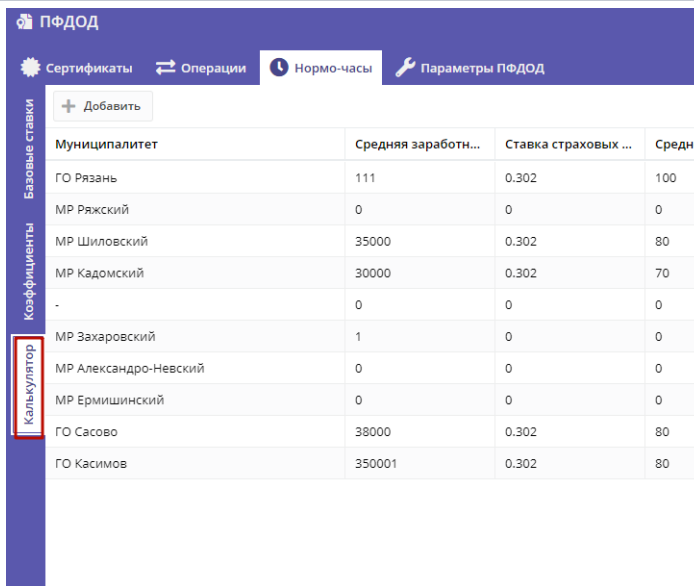 ПФДОД
Сертификаты Операции Нормо-часы Параметры ПФДОД
Базовые ставки
Коэффициенты
Калькулятор
Добавить
Муниципалитет Средняя заработн... Ставка страховых ... Средн
ГО Рязань 111 0.302 100
МР Ряжский 0 0 0
МР Шиловский 35000 0.302 80
МР Кадомский 30000 0.302 70
- 0 0 0
МР Захаровский 1 0 0
МР Александро-Невский 0 0 0
МР Ермишинский 0 0 0
ГО Сасово 38000 0.302 80
ГО Касимов 350001 0.302 80